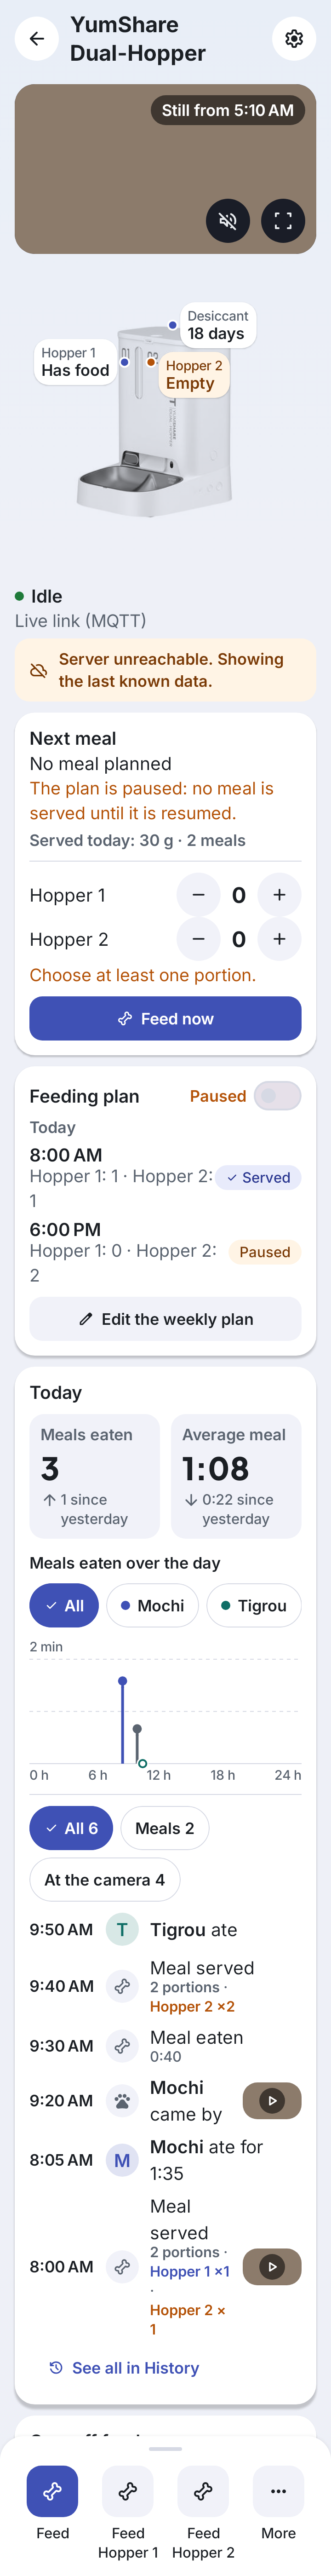 YumShare
Dual-Hopper
Still from 5:10 AM
Desiccant
18 days
Hopper 1
Has food
Hopper 2
Empty
Idle
Live link (MQTT)
Server unreachable. Showing
the last known data.
Next meal
No meal planned
The plan is paused: no meal is
served until it is resumed.
Served today: 30 g · 2 meals
Hopper 1
− 0 +
Hopper 2
− 0 +
Choose at least one portion.
Feed now
Feeding plan
Paused
Today
8:00 AM
Hopper 1: 1 · Hopper 2:
1
Served
6:00 PM
Hopper 1: 0 · Hopper 2:
2
Paused
Edit the weekly plan
Today
Meals eaten
3
1 since
yesterday
Average meal
1:08
0:22 since
yesterday
Meals eaten over the day
All
Mochi
Tigrou
2 min
0 h 6 h 12 h 18 h 24 h
All 6
Meals 2
At the camera 4
9:50 AM
T
Tigrou ate
9:40 AM
Meal served
2 portions ·
Hopper 2 ×2
9:30 AM
Meal eaten
0:40
9:20 AM
Mochi
came by
8:05 AM
M
Mochi ate for
1:35
8:00 AM
Meal
served
2 portions ·
Hopper 1 ×1
·
Hopper 2 ×
1
See all in History
Feed
Feed
Hopper 1
Feed
Hopper 2
More